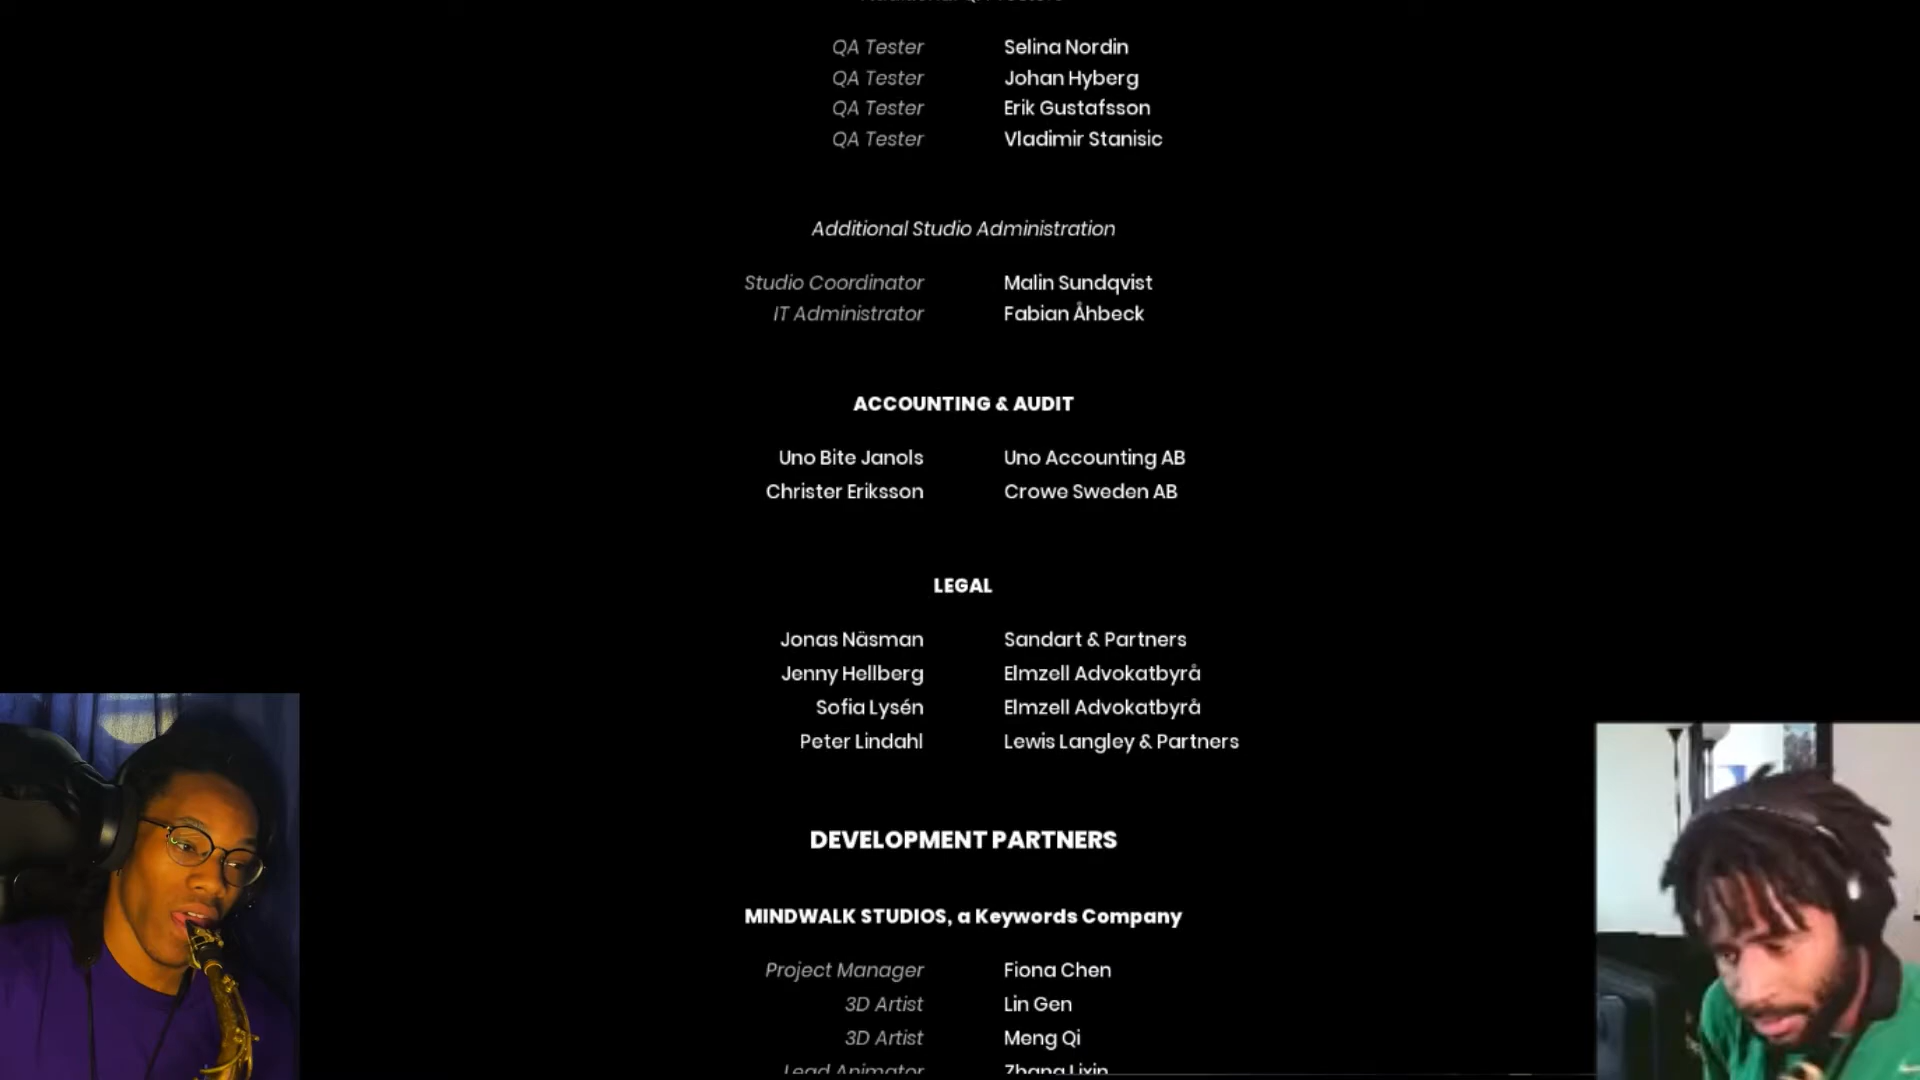 QA Tester Selina Nordin
QA Tester Johan Hyberg
QA Tester Erik Gustafsson
QA Tester Vladimir Stanisic
Additional Studio Administration
Studio Coordinator Malin Sundqvist
IT Administrator Fabian Åhbeck
ACCOUNTING & AUDIT
Uno Bite Janols Uno Accounting AB
Christer Eriksson Crowe Sweden AB
LEGAL
Jonas Näsman Sandart & Partners
Jenny Hellberg Elmzell Advokatbyrå
Sofia Lysén Elmzell Advokatbyrå
Peter Lindahl Lewis Langley & Partners
DEVELOPMENT PARTNERS
MINDWALK STUDIOS, a Keywords Company
Project Manager Fiona Chen
3D Artist Lin Gen
3D Artist Meng Qi
Lead Animator Zhang Lixin